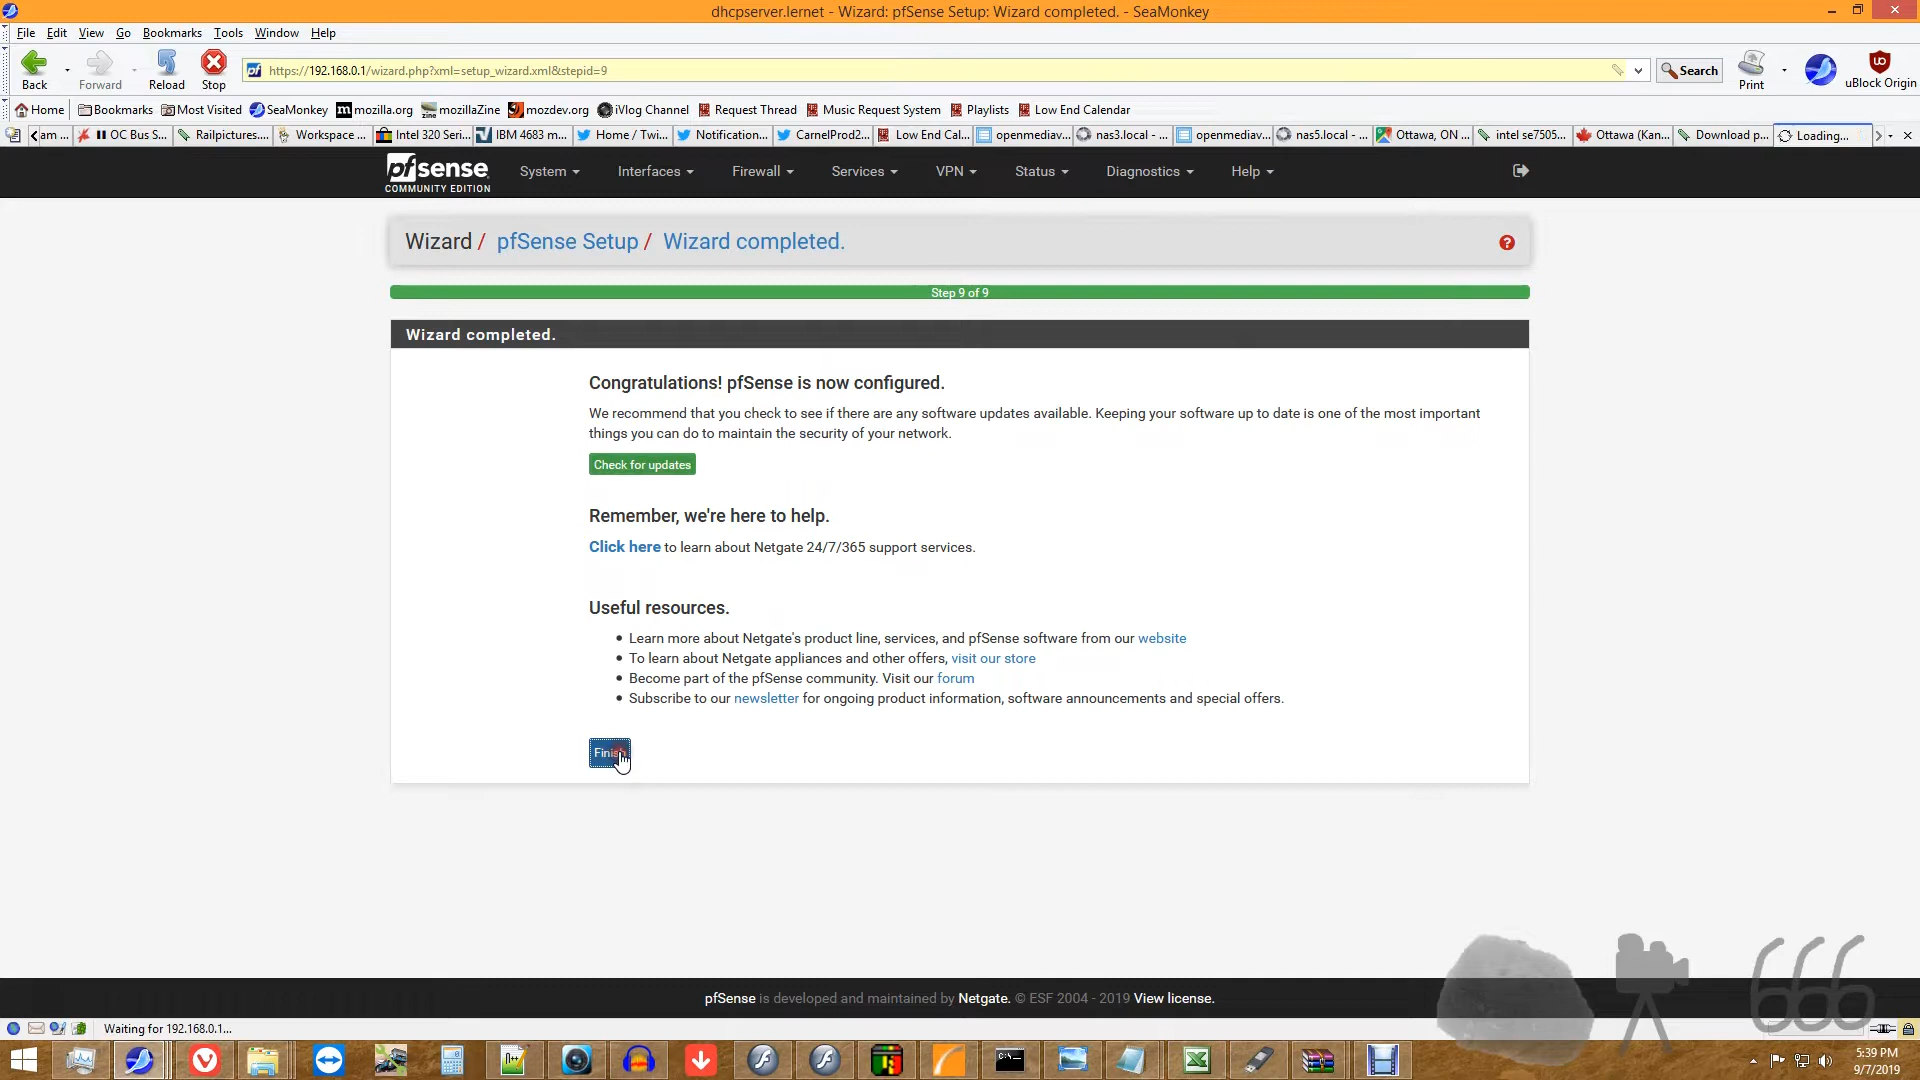 dhcpserver.lernet - Wizard: pfSense Setup: Wizard completed. - SeaMonkey
File Edit View Go Bookmarks Tools Window Help
Back Forward Reload Stop https://192.168.0.1/wizard.php?xml=setup_wizard.xml&stepid=9 Search Print uBlock Origin
Home Bookmarks Most Visited SeaMonkey mozilla.org mozillaZine mozdev.org iVlog Channel Request Thread Music Request System Playlists Low End Calendar
am ... OC Bus S... Railpictures.... Workspace ... Intel 320 Seri... IBM 4683 m... Home / Twi... Notification... CarnelProd2... Low End Cal... openmediav... nas3.local - ... openmediav... nas5.local - ... Ottawa, ON ... intel se7505... Ottawa (Kan... Download p... Loading...
pfsense COMMUNITY EDITION System Interfaces Firewall Services VPN Status Diagnostics Help
Wizard / pfSense Setup / Wizard completed.
Step 9 of 9
Wizard completed.
Congratulations! pfSense is now configured.
We recommend that you check to see if there are any software updates available. Keeping your software up to date is one of the most important
things you can do to maintain the security of your network.
Check for updates
Remember, we're here to help.
Click here to learn about Netgate 24/7/365 support services.
Useful resources.
Learn more about Netgate's product line, services, and pfSense software from our website
To learn about Netgate appliances and other offers, visit our store
Become part of the pfSense community. Visit our forum
Subscribe to our newsletter for ongoing product information, software announcements and special offers.
Finish
666
pfSense is developed and maintained by Netgate. © ESF 2004 - 2019 View license.
Waiting for 192.168.0.1...
5:39 PM
9/7/2019